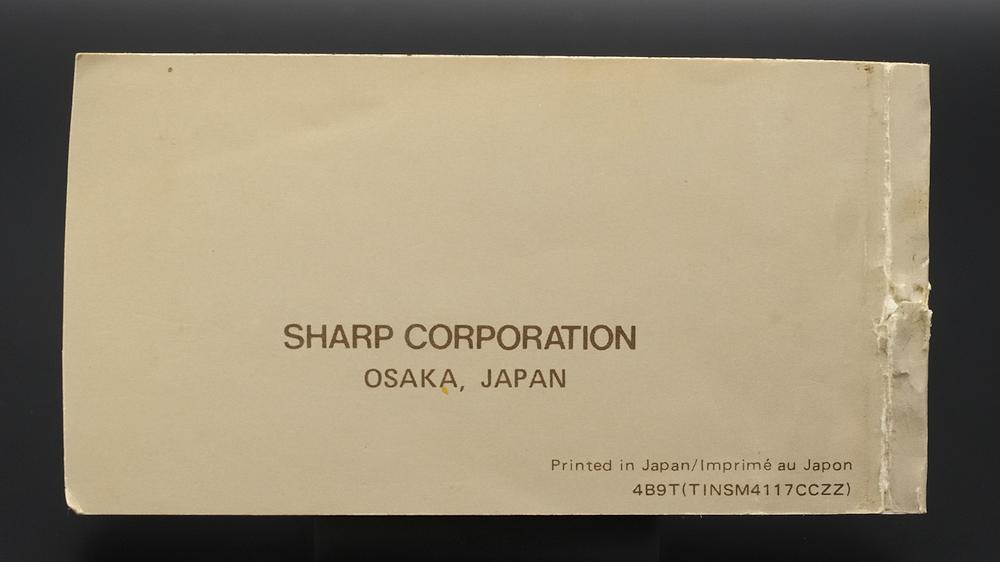 SHARP CORPORATION
OSAKA, JAPAN
Printed in Japan/Imprimé au Japon
4B9T(TINSM4117CCZZ)